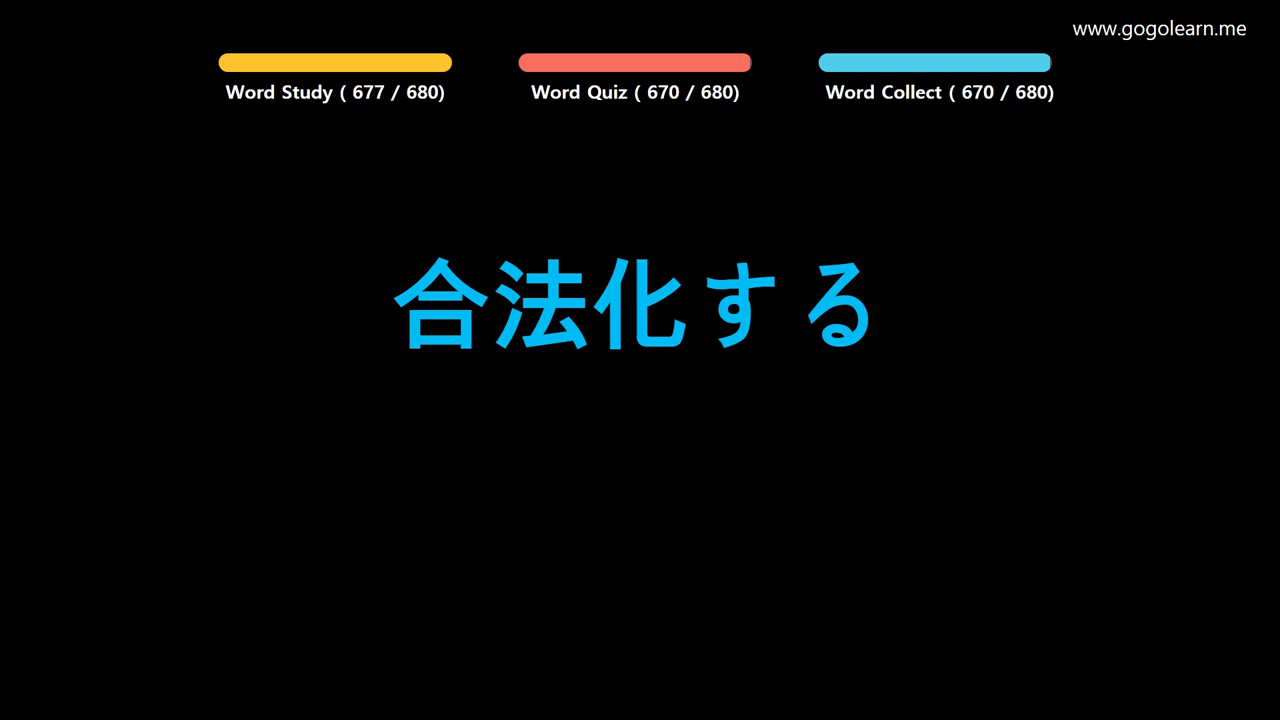 www.gogolearn.me
Word Study ( 677 / 680)
Word Quiz ( 670 / 680)
Word Collect ( 670 / 680)
合法化する